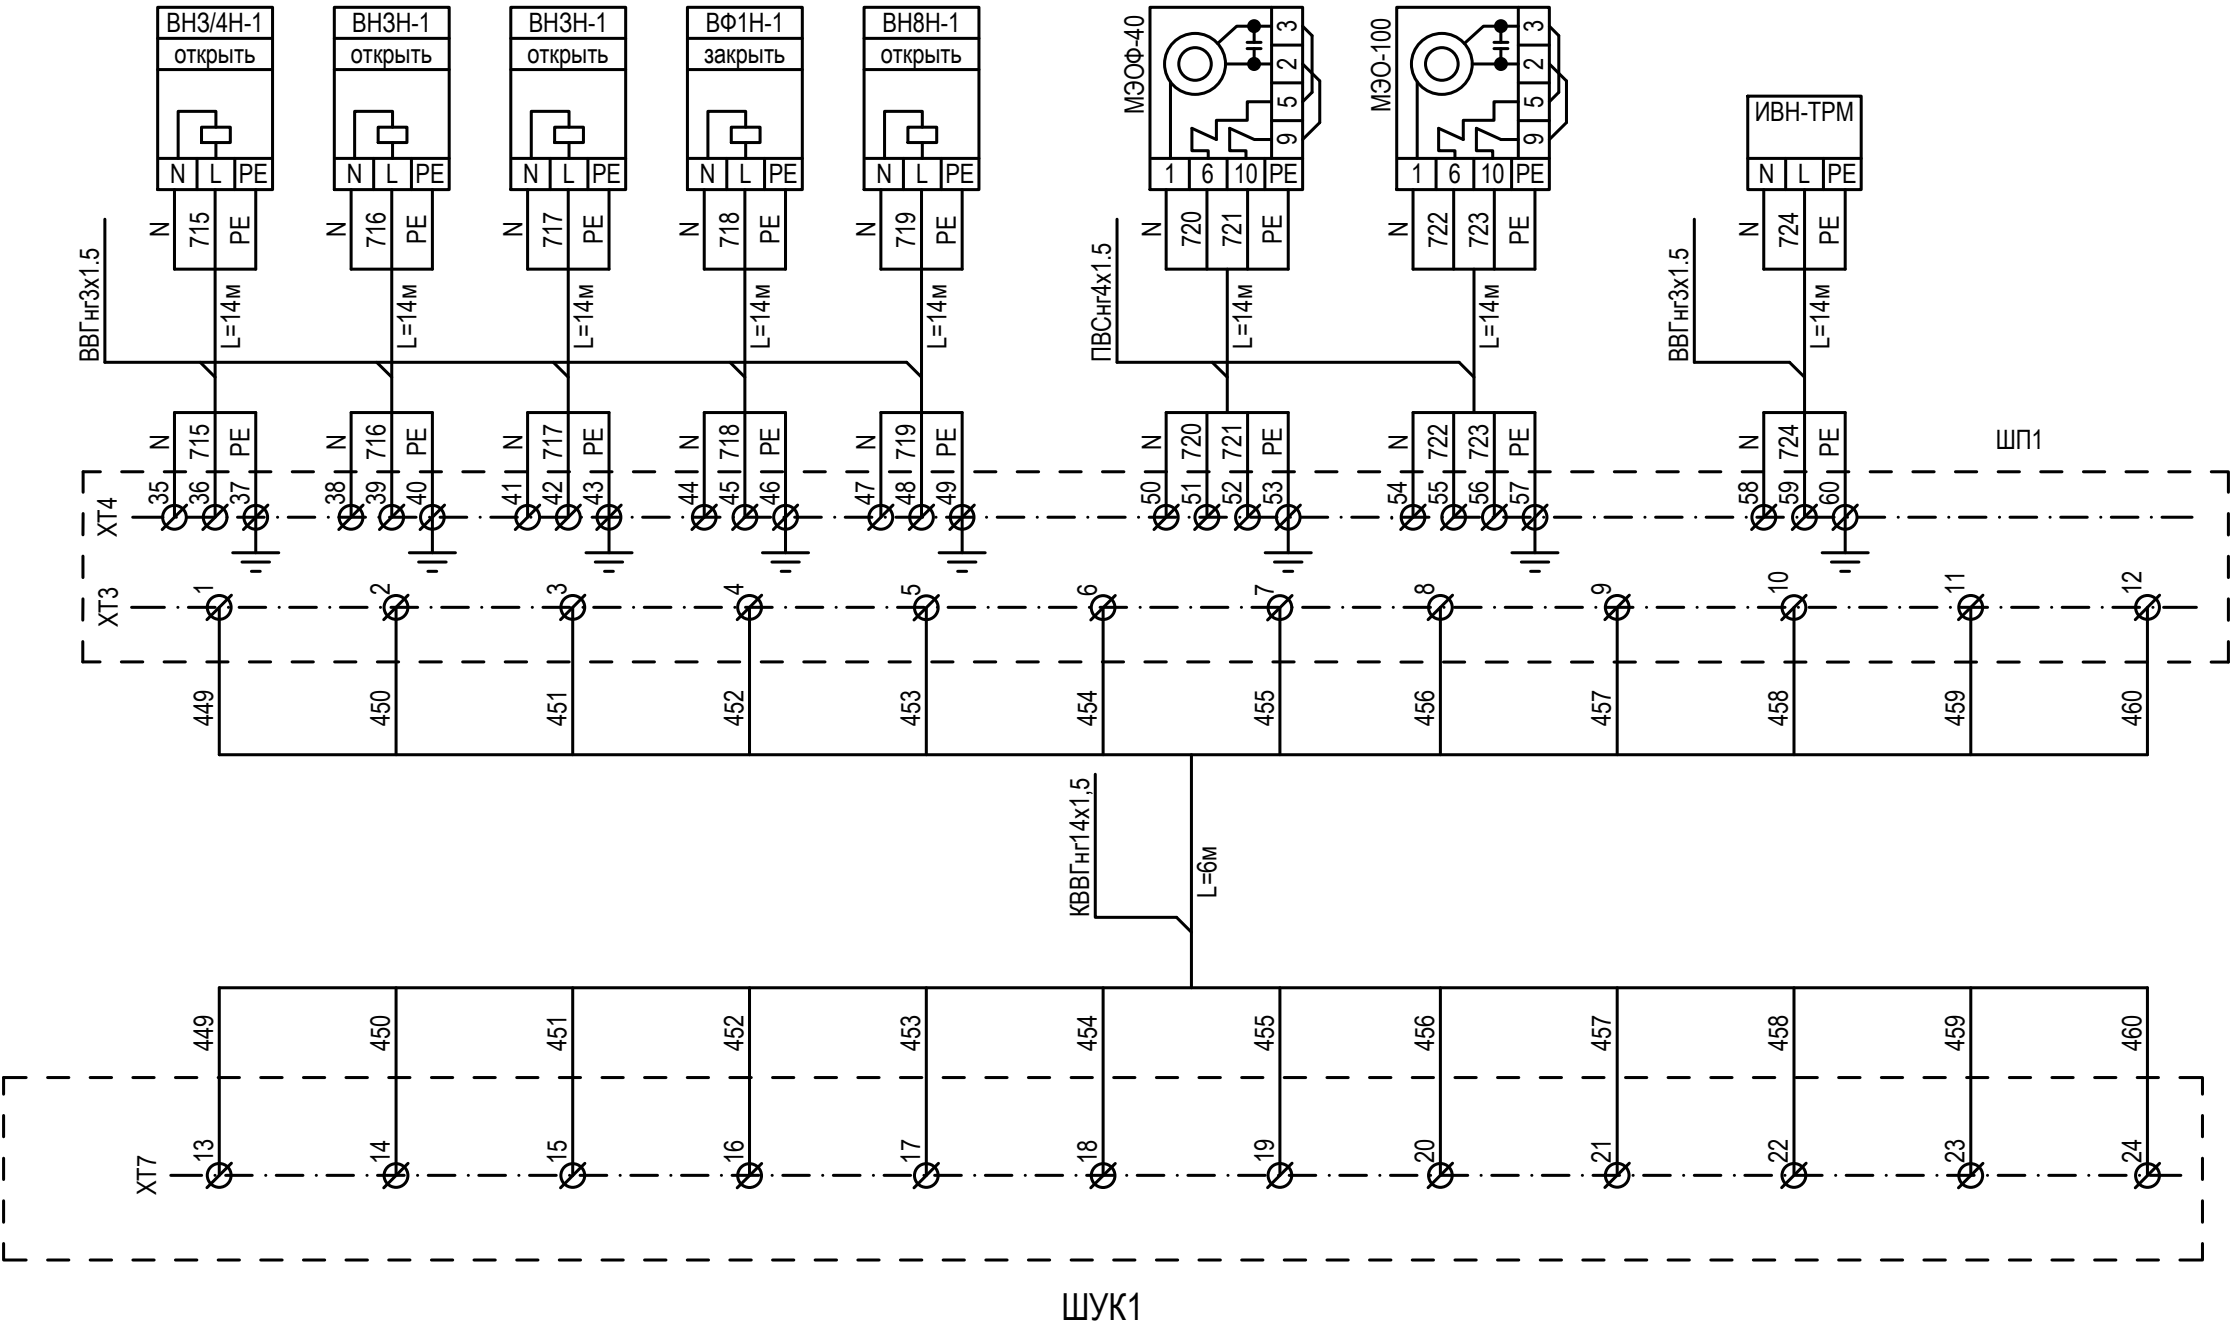 ВН3/4Н-1 ВН3Н-1 ВН3Н-1 ВФ1Н-1 ВН8Н-1
открыть открыть открыть закрыть открыть
N L PE N L PE N L PE N L PE N L PE
МЭОФ-40
3
2
5
9
1 6 10 PE
МЭО-100
3
2
5
9
1 6 10 PE
ИВН-ТРМ
N L PE
N 715 PE N 716 PE N 717 PE N 718 PE N 719 PE N 720 721 PE N 722 723 PE N 724 PE
ВВГнг3х1.5 L=14м L=14м L=14м L=14м L=14м ПВСнг4х1.5 L=14м L=14м ВВГнг3х1.5 L=14м
N 715 PE N 716 PE N 717 PE N 718 PE N 719 PE N 720 721 PE N 722 723 PE N 724 PE
ШП1
ХТ4 35 36 37 38 39 40 41 42 43 44 45 46 47 48 49 50 51 52 53 54 55 56 57 58 59 60
ХТ3 1 2 3 4 5 6 7 8 9 10 11 12
449 450 451 452 453 454 455 456 457 458 459 460
КВВГнг14х1,5 L=6м
449 450 451 452 453 454 455 456 457 458 459 460
ХТ7 13 14 15 16 17 18 19 20 21 22 23 24
ШУК1